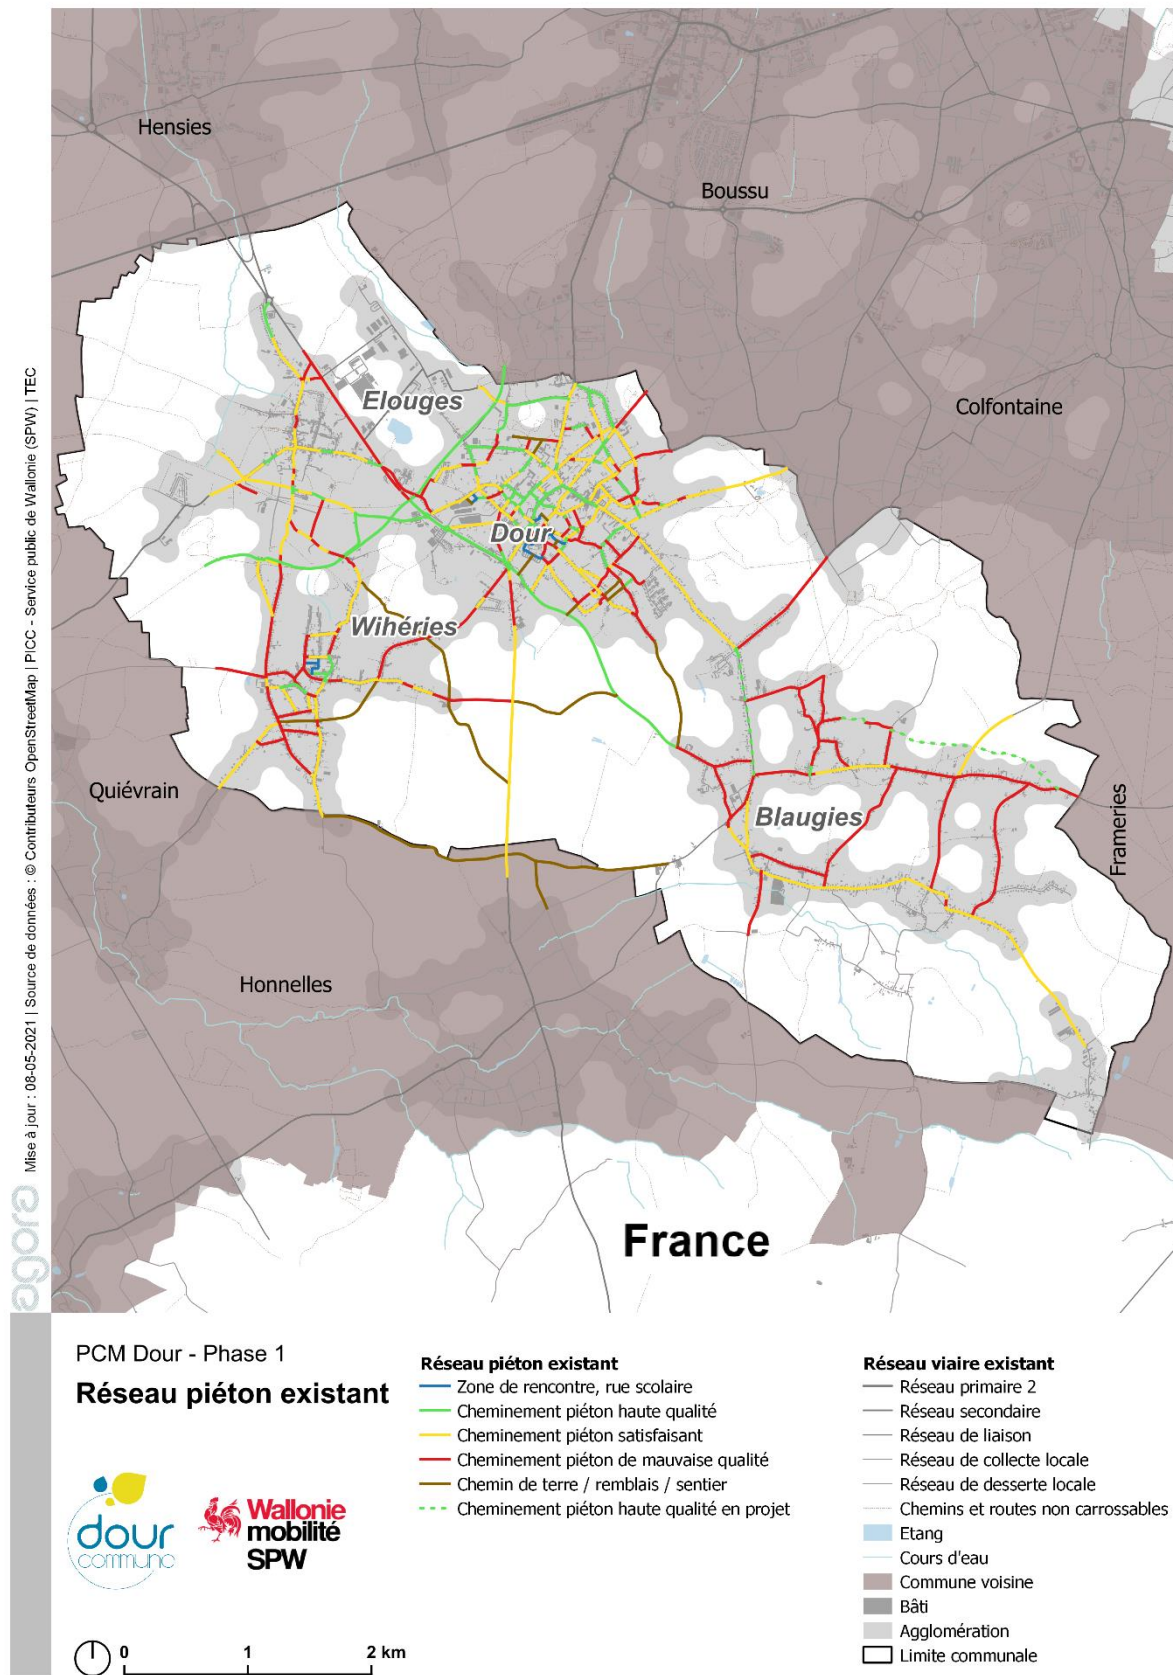 Hensies
Boussu
Colfontaine
Elouges
Dour
Wihéries
Quiévrain
Blaugies
Frameries
Honnelles
France
Mise à jour : 08-05-2021 | Source de données : © Contributeurs OpenStreetMap | PICC - Service public de Wallonie (SPW) | TEC
agora
PCM Dour - Phase 1
Réseau piéton existant
dour
commune
Wallonie
mobilité
SPW
0 1 2 km
Réseau piéton existant
Zone de rencontre, rue scolaire
Cheminement piéton haute qualité
Cheminement piéton satisfaisant
Cheminement piéton de mauvaise qualité
Chemin de terre / remblais / sentier
Cheminement piéton haute qualité en projet
Réseau viaire existant
Réseau primaire 2
Réseau secondaire
Réseau de liaison
Réseau de collecte locale
Réseau de desserte locale
Chemins et routes non carrossables
Etang
Cours d'eau
Commune voisine
Bâti
Agglomération
Limite communale